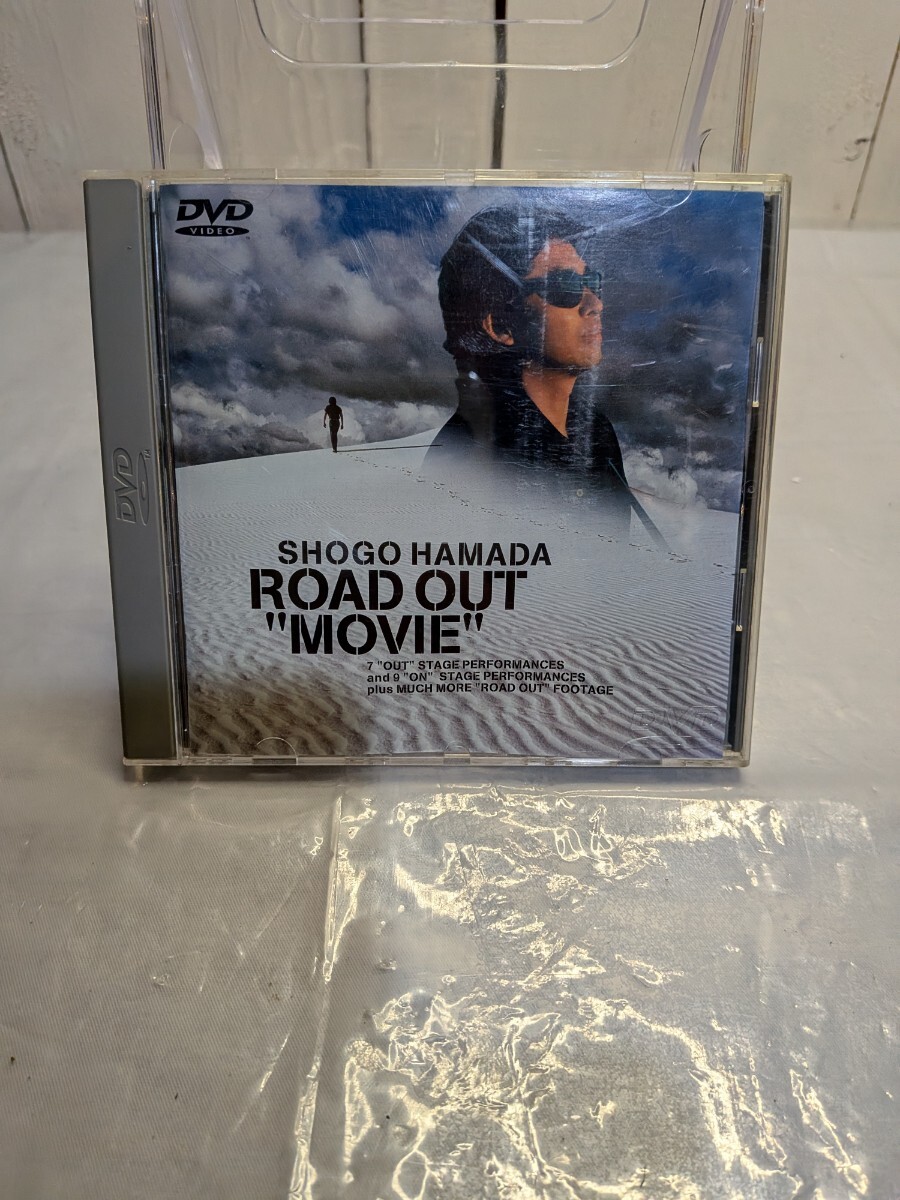 DVD
VIDEO
DVD
SHOGO HAMADA
ROAD OUT
"MOVIE"
7 "OUT" STAGE PERFORMANCES
and 9 "ON" STAGE PERFORMANCES
plus MUCH MORE "ROAD OUT" FOOTAGE
DVD